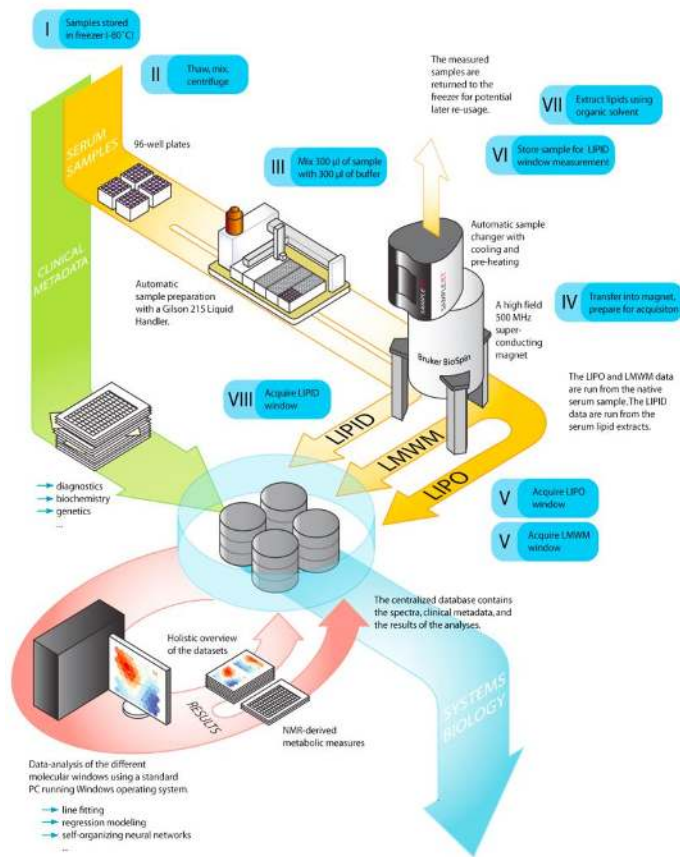 I
Samples stored
in freezer (-80°C)
II
Thaw, mix,
centrifuge
The measured
samples are
returned to the
freezer for potential
later re-usage.
VII
Extract lipids using
organic solvent
VI
Store sample for LIPID
window measurement
SERUM
SAMPLES
96-well plates
III
Mix 300 µl of sample
with 300 µl of buffer
CLINICAL
METADATA
Automatic
sample preparation
with a Gilson 215 Liquid
Handler.
SAMPLEJET
SAMPLEJET
Automatic sample
changer with
cooling and
pre-heating
Bruker BioSpin
A high field
500 MHz
super-
conducting
magnet
IV
Transfer into magnet,
prepare for acquisiton
The LIPO and LMWM data
are run from the native
serum sample. The LIPID
data are run from the
serum lipid extracts.
VIII
Acquire LIPID
window
LIPID
LMWM
LIPO
V
Acquire LIPO
window
V
Acquire LMWM
window
diagnostics
biochemistry
genetics
...
The centralized database contains
the spectra, clinical metadata, and
the results of the analyses.
Holistic overview
of the datasets
RESULTS
NMR-derived
metabolic measures
SYSTEMS
BIOLOGY
Data-analysis of the different
molecular windows using a standard
PC running Windows operating system.
line fitting
regression modeling
self-organizing neural networks
...